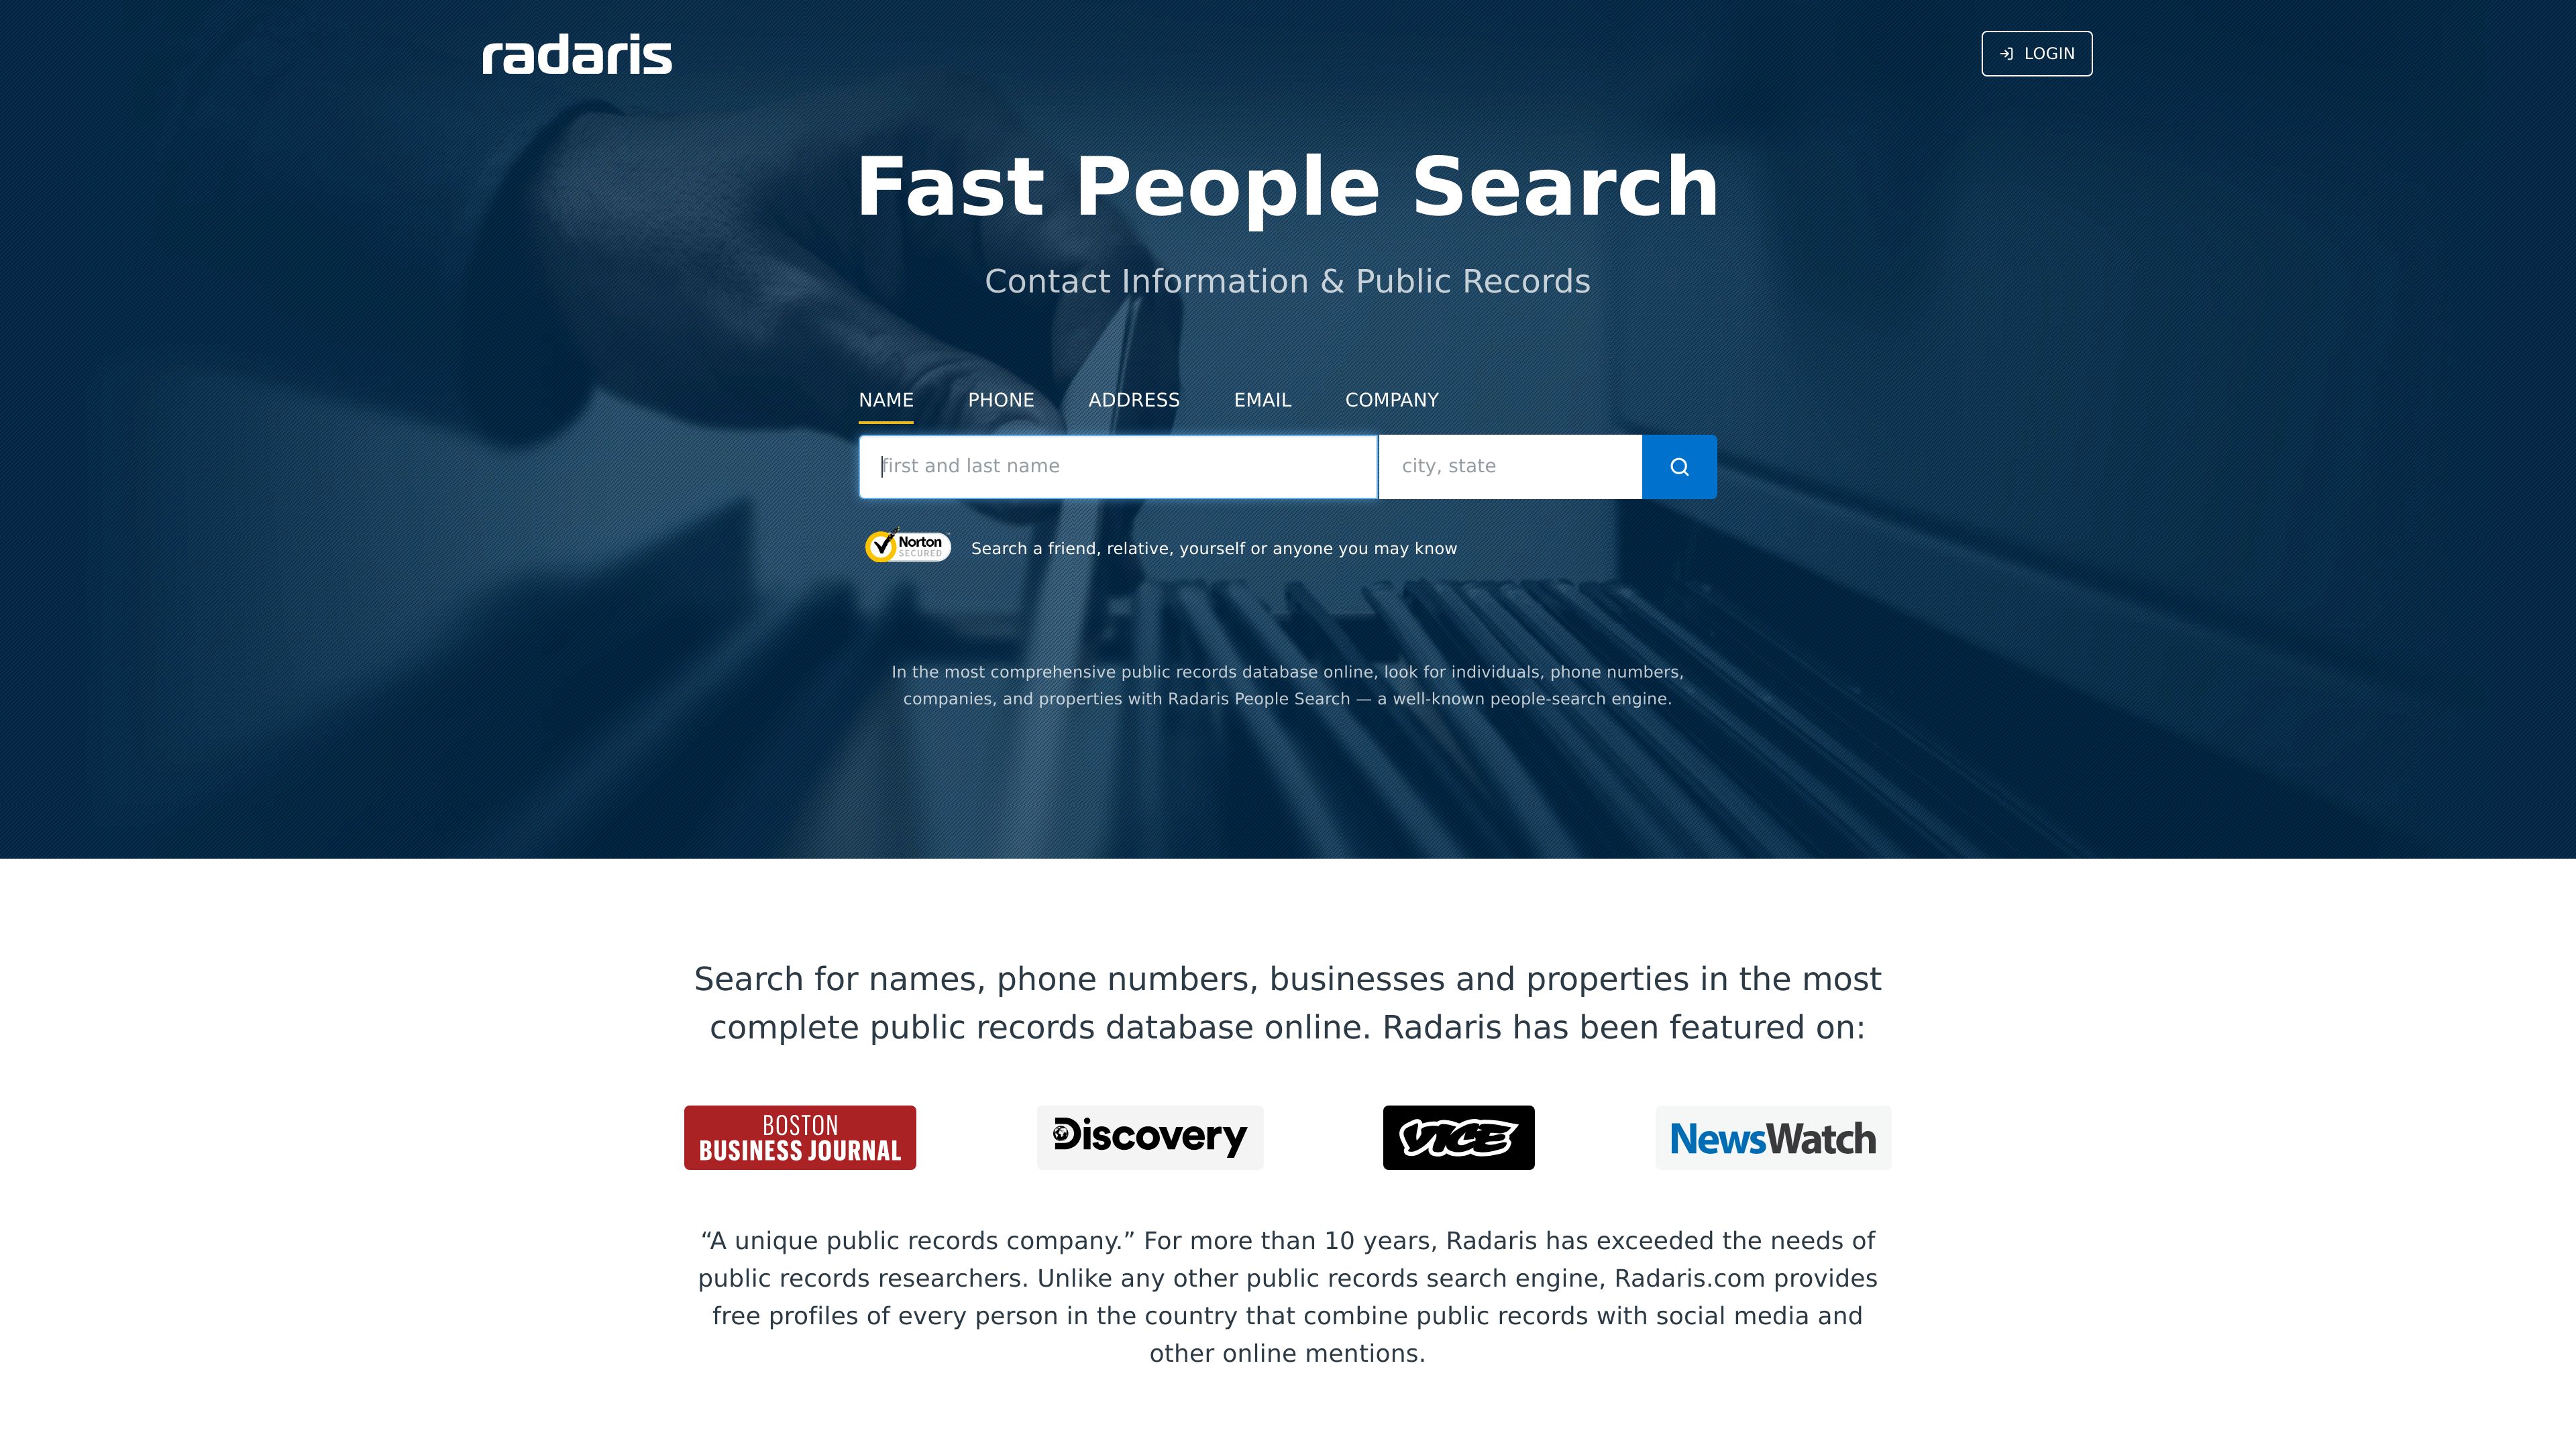 radaris
LOGIN
Fast People Search
Contact Information & Public Records
NAME PHONE ADDRESS EMAIL COMPANY
first and last name city, state
Norton
SECURED
Search a friend, relative, yourself or anyone you may know
In the most comprehensive public records database online, look for individuals, phone numbers,
companies, and properties with Radaris People Search — a well-known people-search engine.
Search for names, phone numbers, businesses and properties in the most
complete public records database online. Radaris has been featured on:
BOSTON
BUSINESS JOURNAL
Discovery
VICE
NewsWatch
“A unique public records company.” For more than 10 years, Radaris has exceeded the needs of
public records researchers. Unlike any other public records search engine, Radaris.com provides
free profiles of every person in the country that combine public records with social media and
other online mentions.